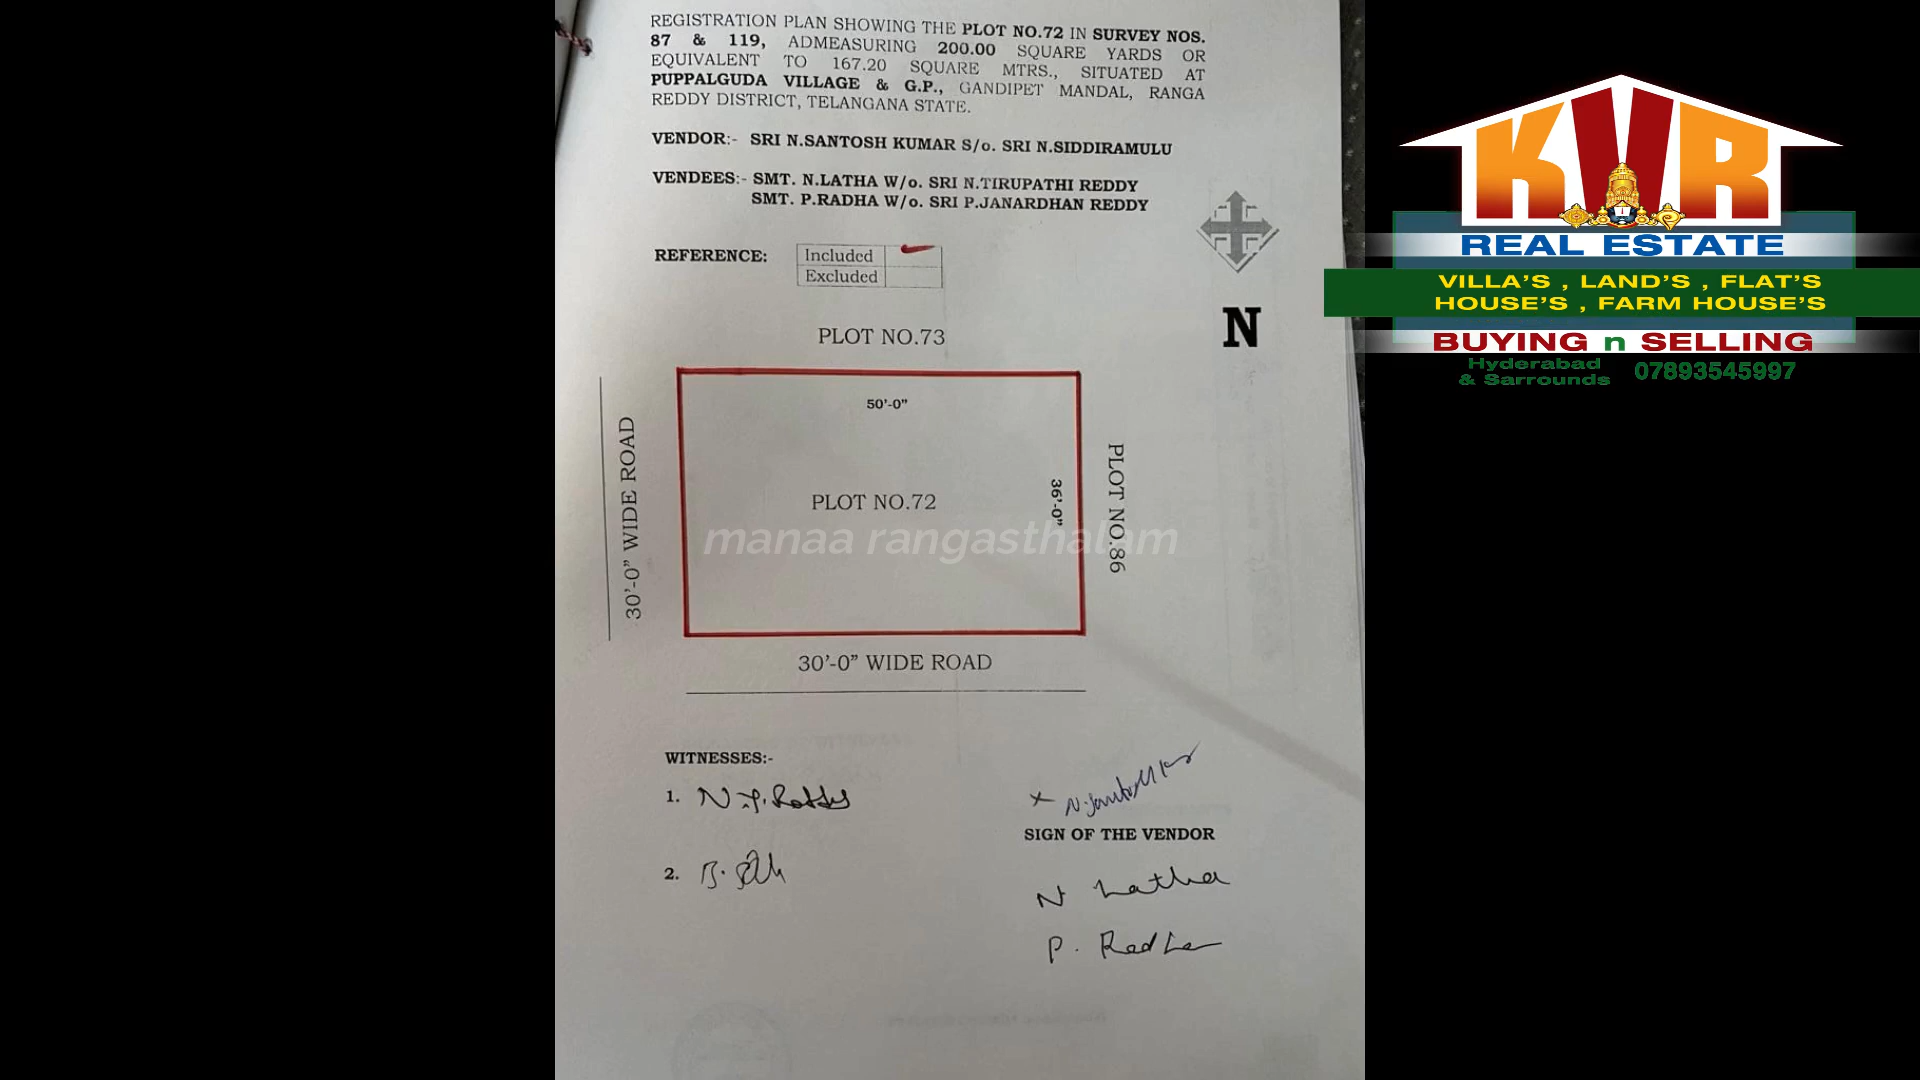 REGISTRATION PLAN SHOWING THE PLOT NO.72 IN SURVEY NOS.
87 & 119, ADMEASURING 200.00 SQUARE YARDS OR
EQUIVALENT TO 167.20 SQUARE MTRS., SITUATED AT
PUPPALGUDA VILLAGE & G.P., GANDIPET MANDAL, RANGA
REDDY DISTRICT, TELANGANA STATE.
VENDOR:- SRI N.SANTOSH KUMAR S/o. SRI N.SIDDIRAMULU
VENDEES:- SMT. N.LATHA W/o. SRI N.TIRUPATHI REDDY
SMT. P.RADHA W/o. SRI P.JANARDHAN REDDY
REFERENCE:
Included
Excluded
N
PLOT NO.73
50'-0"
30'-0" WIDE ROAD
PLOT NO.72
36'-0"
PLOT NO.86
manaa rangasthalam
30'-0" WIDE ROAD
WITNESSES:-
1.
SIGN OF THE VENDOR
2.
N Latha
P. Radha
KVR
REAL ESTATE
VILLA'S , LAND'S , FLAT'S
HOUSE'S , FARM HOUSE'S
BUYING n SELLING
Hyderabad
& Sarrounds 07893545997